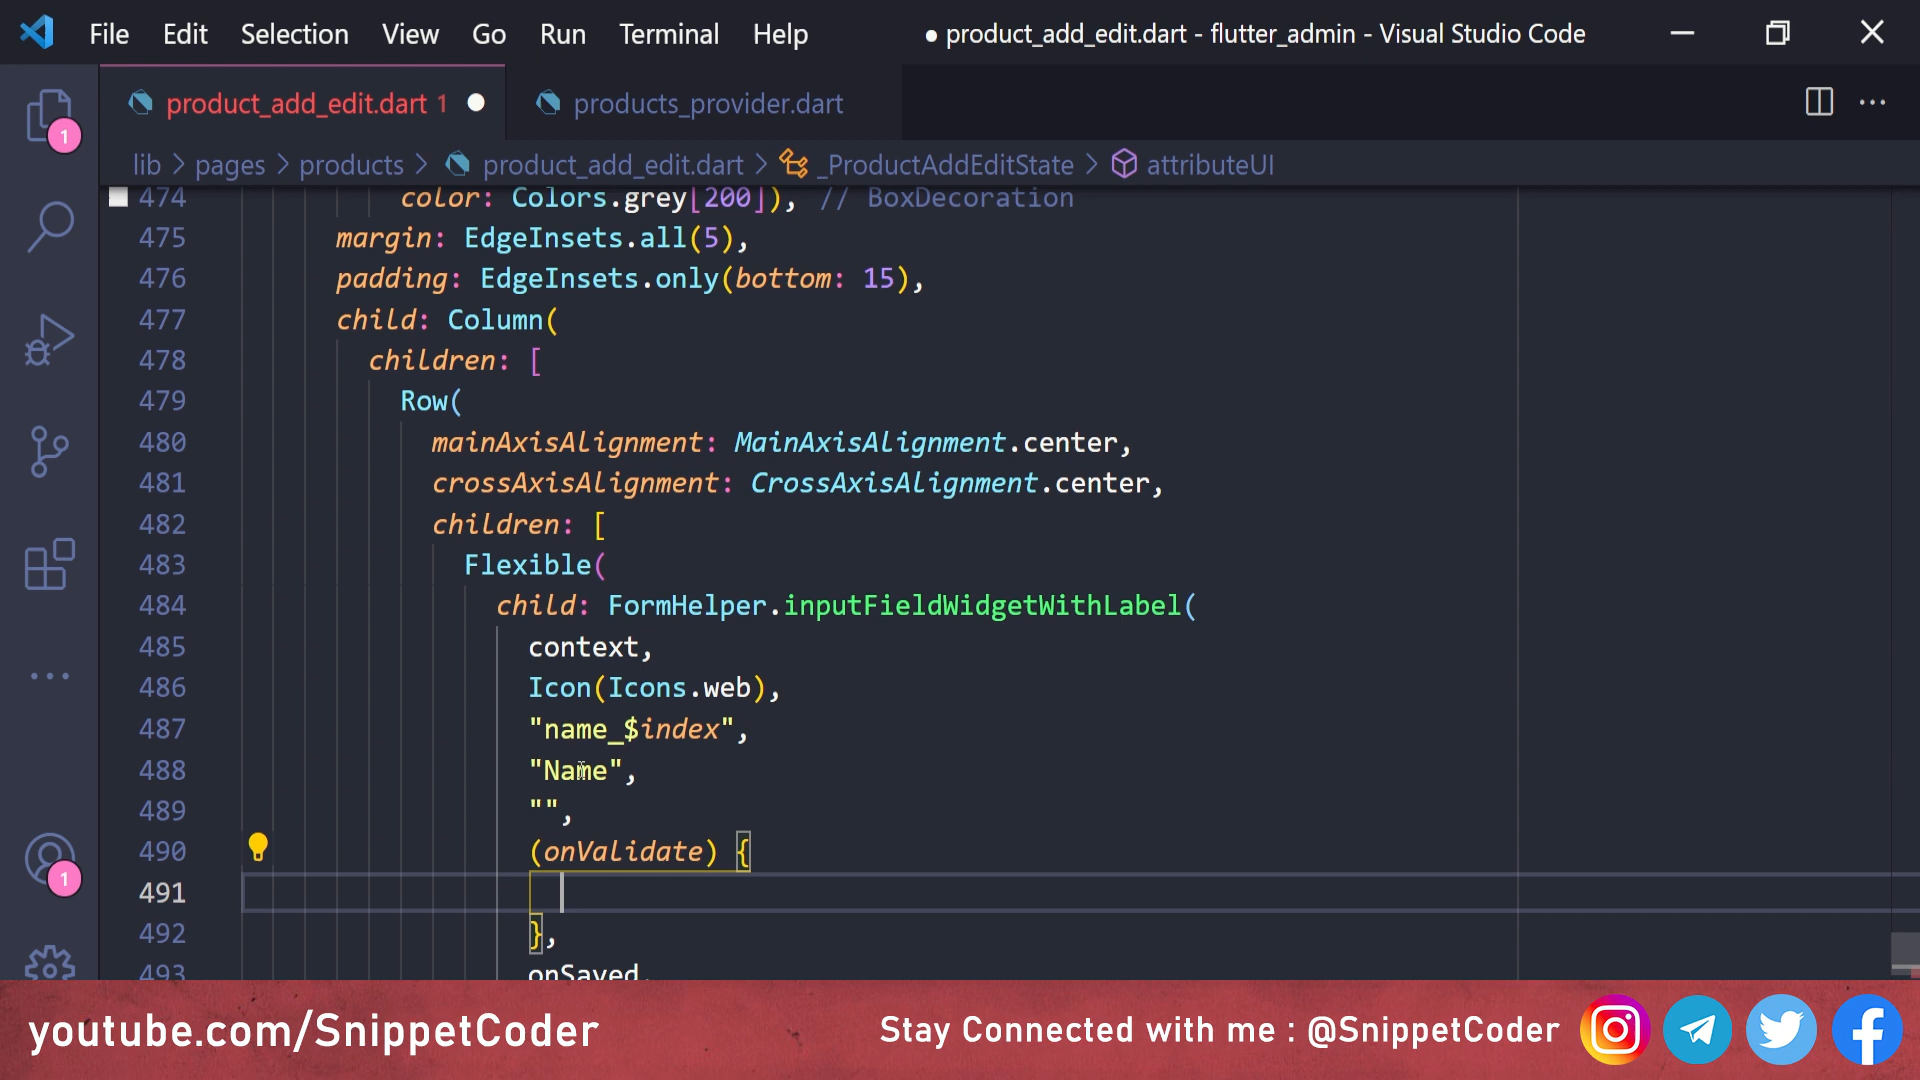 File Edit Selection View Go Run Terminal Help ● product_add_edit.dart - flutter_admin - Visual Studio Code
product_add_edit.dart 1 ● products_provider.dart ···
1
lib > pages > products > product_add_edit.dart > _ProductAddEditState > attributeUI
474 color: Colors.grey[200]), // BoxDecoration
475 margin: EdgeInsets.all(5),
476 padding: EdgeInsets.only(bottom: 15),
477 child: Column(
478 children: [
479 Row(
480 mainAxisAlignment: MainAxisAlignment.center,
481 crossAxisAlignment: CrossAxisAlignment.center,
482 children: [
483 Flexible(
484 child: FormHelper.inputFieldWidgetWithLabel(
485 context,
486 Icon(Icons.web),
487 "name_$index",
488 "Name",
489 "",
490 (onValidate) {
491
1
492 },
493 onSaved,
youtube.com/SnippetCoder Stay Connected with me : @SnippetCoder